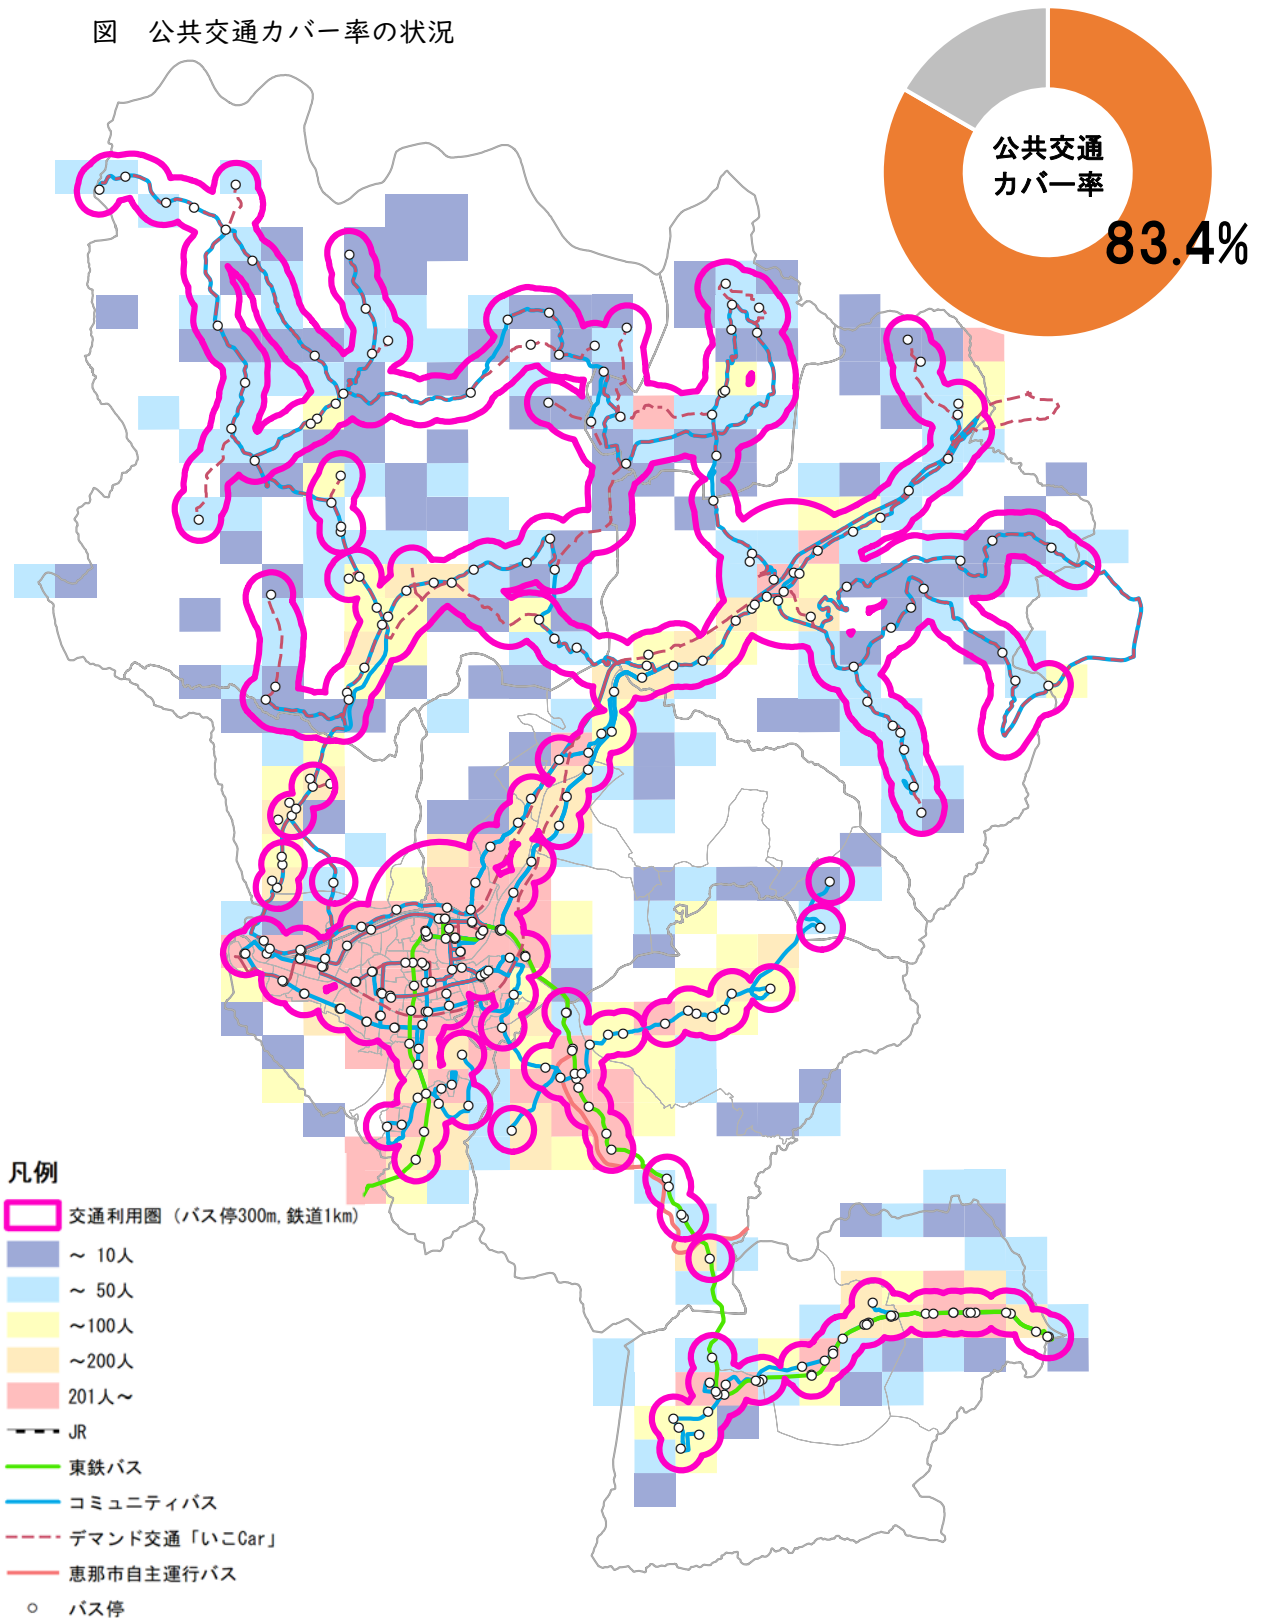 図　公共交通カバー率の状況
公共交通
カバー率
83.4%
凡例
交通利用圏（バス停300m,鉄道1km）
～ 10人
～ 50人
～100人
～200人
201人～
JR
東鉄バス
コミュニティバス
デマンド交通「いこCar」
恵那市自主運行バス
バス停